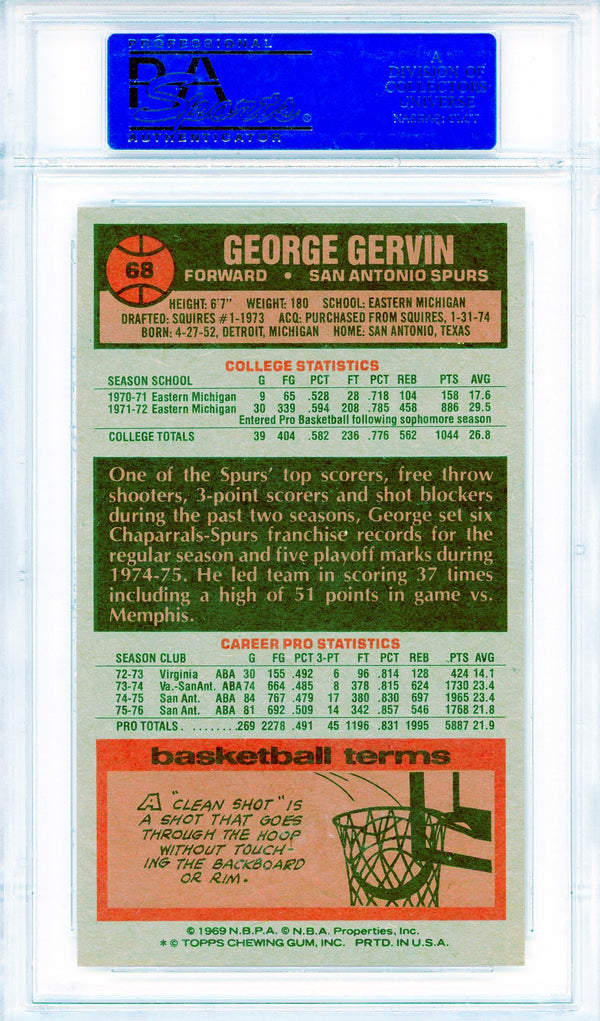 PROFESSIONAL
PSA
Sports®
AUTHENTICATOR
A
DIVISION OF
COLLECTORS
UNIVERSE
NASDAQ: CLCT
68
GEORGE GERVIN
FORWARD • SAN ANTONIO SPURS
HEIGHT: 6'7" WEIGHT: 180 SCHOOL: EASTERN MICHIGAN
DRAFTED: SQUIRES #1-1973 ACQ: PURCHASED FROM SQUIRES, 1-31-74
BORN: 4-27-52, DETROIT, MICHIGAN HOME: SAN ANTONIO, TEXAS
COLLEGE STATISTICS
SEASON SCHOOL G FG PCT FT PCT REB PTS AVG
1970-71 Eastern Michigan 9 65 .528 28 .718 104 158 17.6
1971-72 Eastern Michigan 30 339 .594 208 .785 458 886 29.5
Entered Pro Basketball following sophomore season
COLLEGE TOTALS 39 404 .582 236 .776 562 1044 26.8
One of the Spurs' top scorers, free throw
shooters, 3-point scorers and shot blockers
during the past two seasons, George set six
Chaparrals-Spurs franchise records for the
regular season and five playoff marks during
1974-75. He led team in scoring 37 times
including a high of 51 points in game vs.
Memphis.
CAREER PRO STATISTICS
SEASON CLUB G FG PCT 3-PT FT PCT REB PTS AVG
72-73 Virginia ABA 30 155 .492 6 96 .814 128 424 14.1
73-74 Va.-SanAnt. ABA 74 664 .485 8 378 .815 624 1730 23.4
74-75 San Ant. ABA 84 767 .479 17 380 .830 697 1965 23.4
75-76 San Ant. ABA 81 692 .509 14 342 .857 546 1768 21.8
PRO TOTALS . ........269 2278 .491 45 1196 .831 1995 5887 21.9
basketball terms
A "CLEAN SHOT" IS
A SHOT THAT GOES
THROUGH THE HOOP
WITHOUT TOUCH-
ING THE BACKBOARD
OR RIM.
© 1969 N.B.P.A. © N.B.A. Properties, Inc.
* © TOPPS CHEWING GUM, INC. PRTD. IN U.S.A.